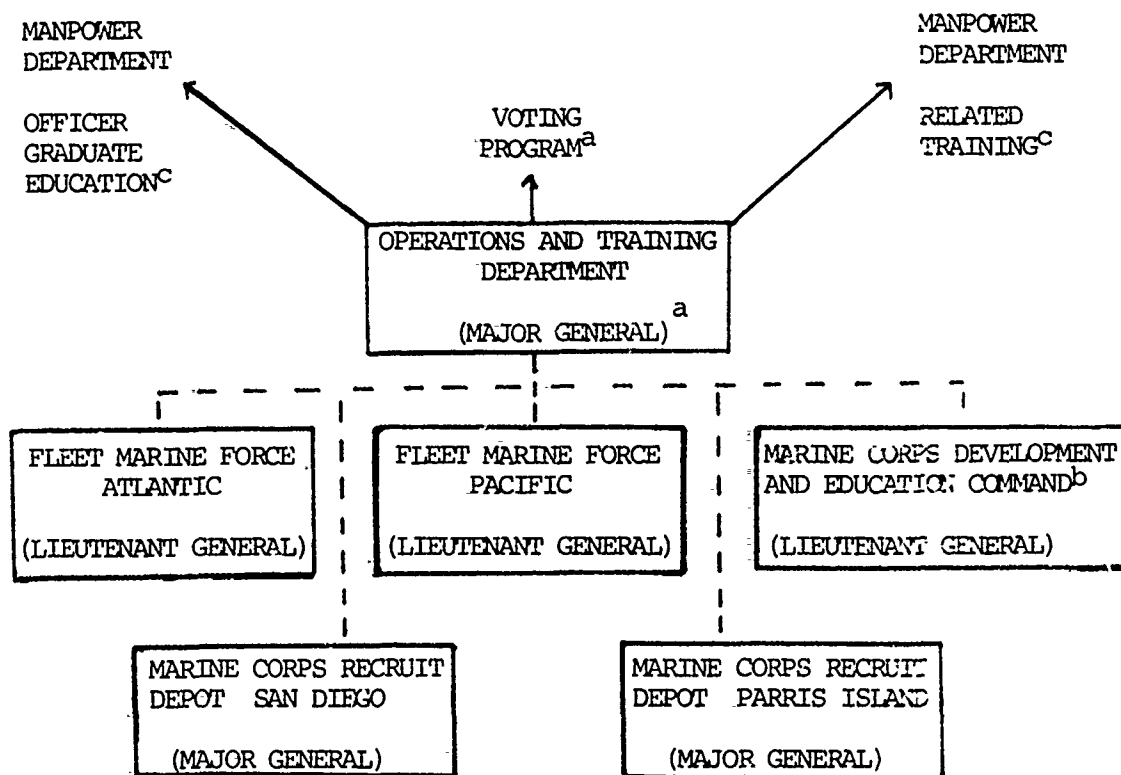 MANPOWER
DEPARTMENT
OFFICER
GRADUATE
EDUCATIONᶜ
VOTING
PROGRAMᵃ
MANPOWER
DEPARTMENT
RELATED
TRAININGᶜ
OPERATIONS AND TRAINING
DEPARTMENT
(MAJOR GENERAL)ᵃ
FLEET MARINE FORCE
ATLANTIC
(LIEUTENANT GENERAL)
FLEET MARINE FORCE
PACIFIC
(LIEUTENANT GENERAL)
MARINE CORPS DEVELOPMENT
AND EDUCATION COMMANDᵇ
(LIEUTENANT GENERAL)
MARINE CORPS RECRUIT
DEPOT SAN DIEGO
(MAJOR GENERAL)
MARINE CORPS RECRUIT
DEPOT PARRIS ISLAND
(MAJOR GENERAL)